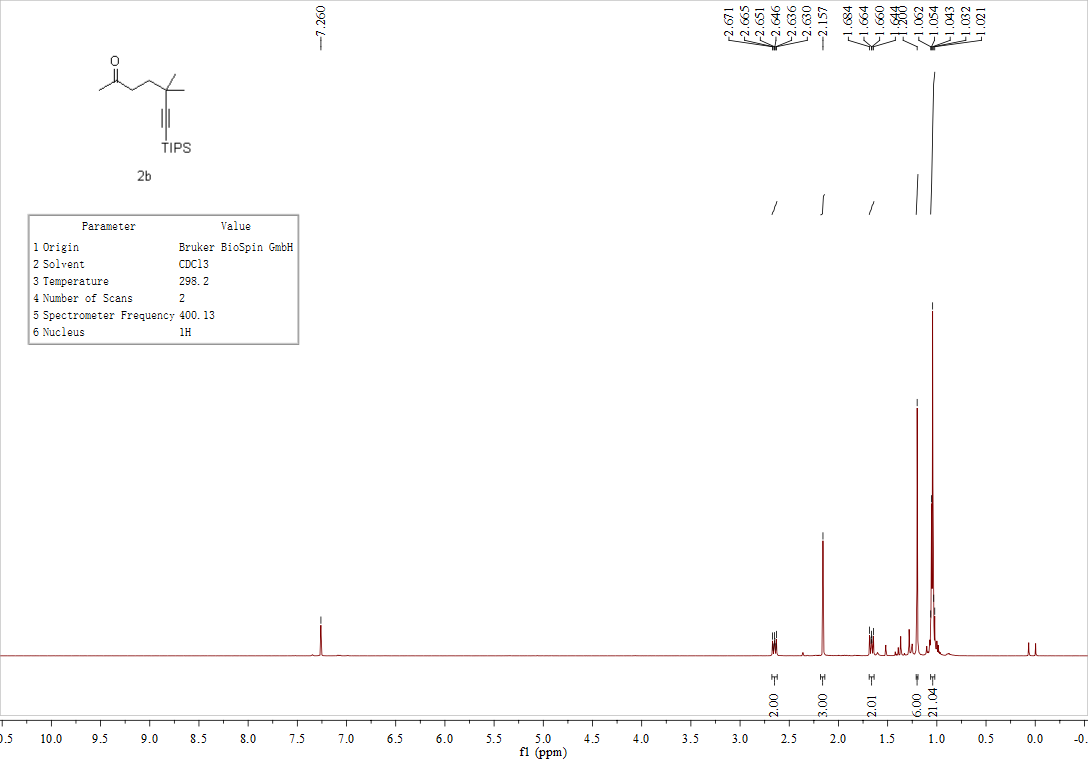 7.260
2.671
2.665
2.651
2.646
2.636
2.630
2.157
1.684
1.664
1.660
1.644
1.200
1.062
1.054
1.043
1.032
1.021
O
TIPS
2b
Parameter Value
1 Origin Bruker BioSpin GmbH
2 Solvent CDCl3
3 Temperature 298.2
4 Number of Scans 2
5 Spectrometer Frequency 400.13
6 Nucleus 1H
2.00
3.00
2.01
6.00
21.04
0.5 10.0 9.5 9.0 8.5 8.0 7.5 7.0 6.5 6.0 5.5 5.0 4.5 4.0 3.5 3.0 2.5 2.0 1.5 1.0 0.5 0.0 -0.
f1 (ppm)